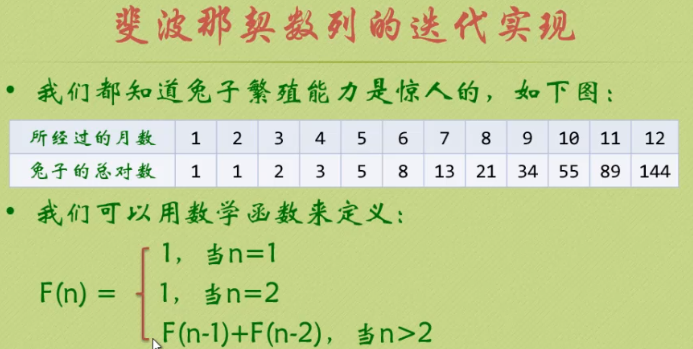 斐波那契数列的迭代实现
• 我们都知道兔子繁殖能力是惊人的，如下图：
所经过的月数 1 2 3 4 5 6 7 8 9 10 11 12
兔子的总对数 1 1 2 3 5 8 13 21 34 55 89 144
• 我们可以用数学函数来定义：
1，当n=1
F(n) = 1，当n=2
F(n-1)+F(n-2)，当n>2